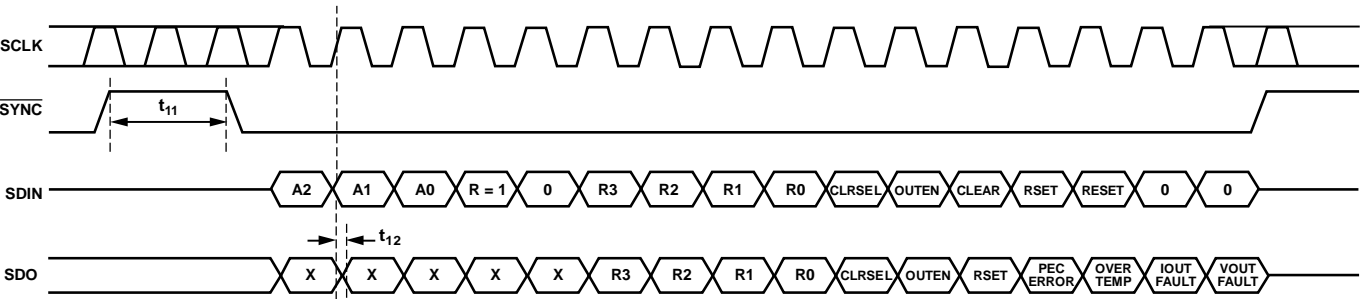 SCLK
SYNC
t11
SDIN A2 A1 A0 R = 1 0 R3 R2 R1 R0 CLRSEL OUTEN CLEAR RSET RESET 0 0
t12
SDO X X X X X R3 R2 R1 R0 CLRSEL OUTEN RSET PEC ERROR OVER TEMP IOUT FAULT VOUT FAULT